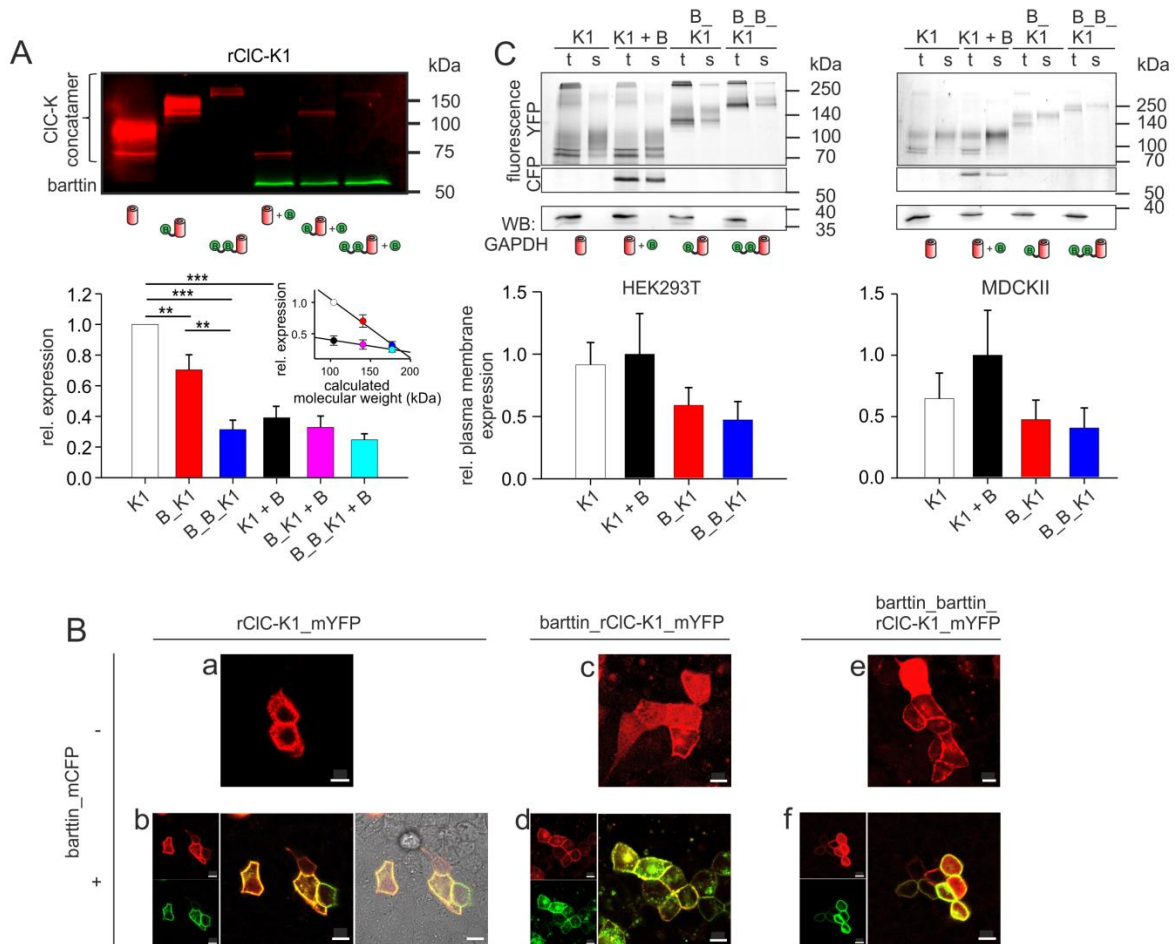 A
rClC-K1
kDa
ClC-K
concatamer
barttin
150
100
75
50
B
+ B
B
+ B
B B
B B
+ B
***
***
**
**
rel. expression
1.0
0.8
0.6
0.4
0.2
0.0
K1
B_K1
B_B_K1
K1 + B
B_K1 + B
B_B_K1 + B
rel. expression
1.0
0.5
100
150
200
calculated
molecular weight (kDa)
C
K1
K1 + B
B_
K1
B_B_
K1
t s t s t s t s
kDa
fluorescence
YFP
CFP
250
140
100
70
50
40
35
WB:
GAPDH
+ B
B
B B
K1
K1 + B
B_
K1
B_B_
K1
t s t s t s t s
kDa
250
140
100
70
50
40
+ B
B
B B
HEK293T
rel. plasma membrane
expression
1.5
1.0
0.5
0.0
K1
K1 + B
B_K1
B_B_K1
MDCKII
1.5
1.0
0.5
0.0
K1
K1 + B
B_K1
B_B_K1
B
rClC-K1_mYFP
barttin_rClC-K1_mYFP
barttin_barttin_
rClC-K1_mYFP
barttin_mCFP
-
+
a
c
e
b
d
f